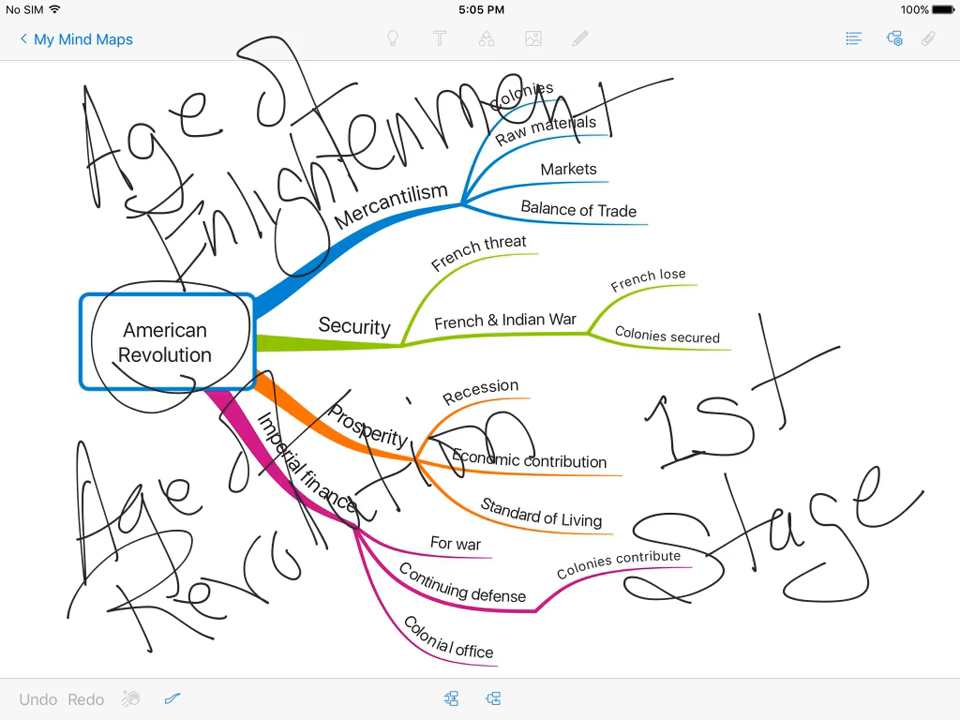 No SIM
5:05 PM
100%
My Mind Maps
Age of
Enlightenment
Colonies
Raw materials
Mercantilism
Markets
Balance of Trade
French threat
French lose
Security
French & Indian War
Colonies secured
American
Revolution
Recession
Prosperity
Economic contribution
Standard of Living
Imperial finance
For war
Continuing defense
Colonies contribute
Colonial office
Age of
Revolution
1st
Stage
Undo
Redo